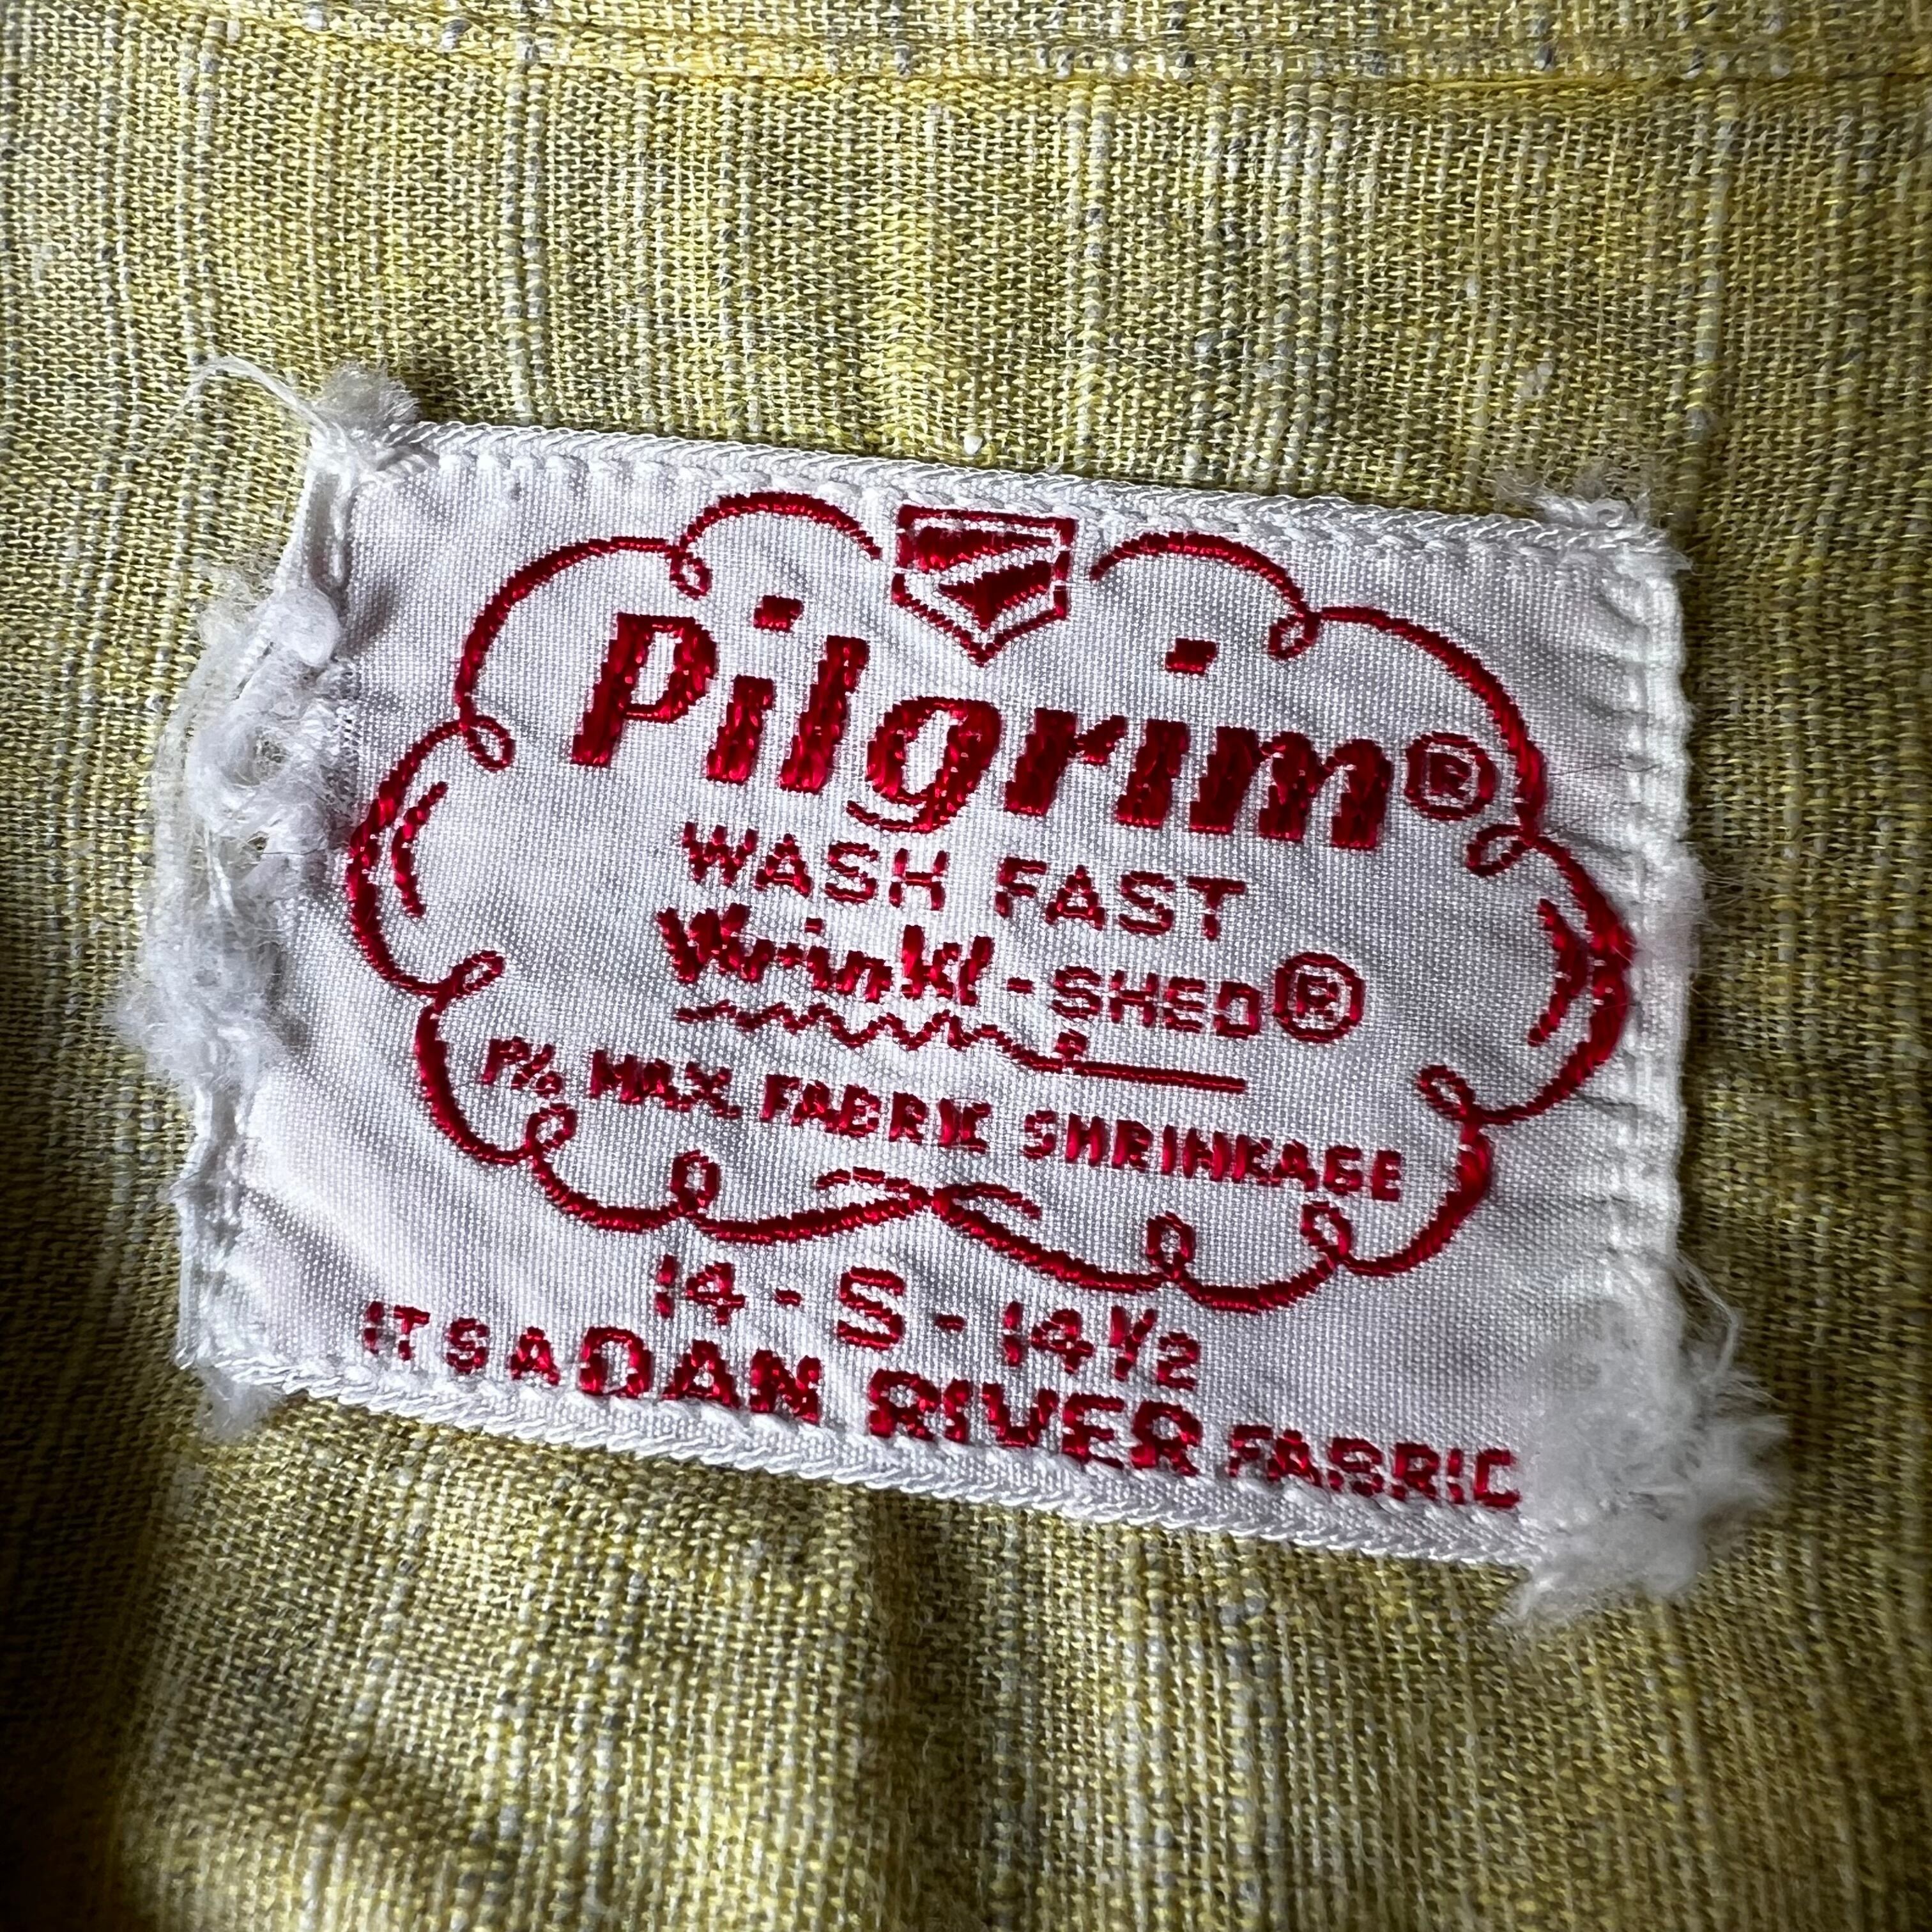 Pilgrim®
WASH FAST
Wrinkl-SHED®
1% MAX. FABRIC SHRINKAGE
14-S-14½
IT S A DAN RIVER FABRIC